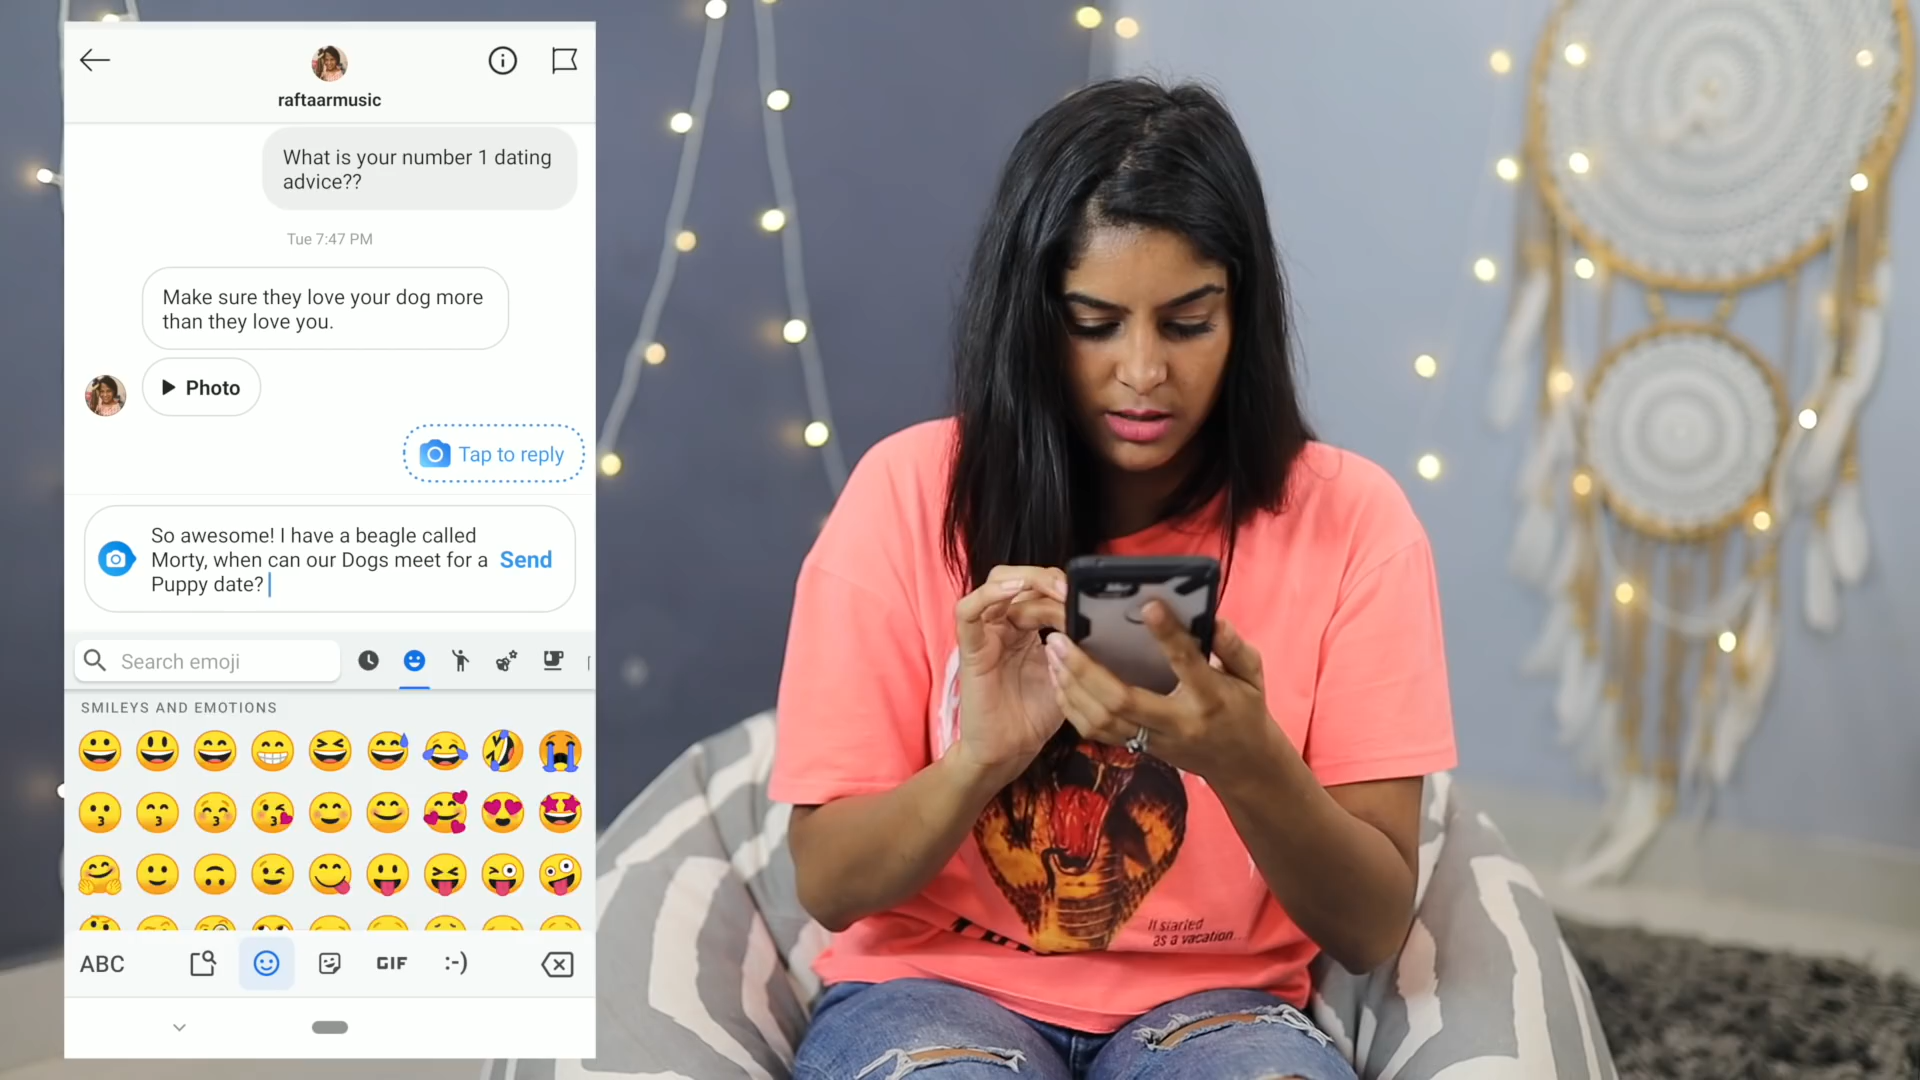 raftaarmusic
What is your number 1 dating
advice??
Tue 7:47 PM
Make sure they love your dog more
than they love you.
Photo
Tap to reply
So awesome! I have a beagle called
Morty, when can our Dogs meet for a
Puppy date?
Send
Search emoji
SMILEYS AND EMOTIONS
ABC
GIF
:-)
It started
as a vacation...